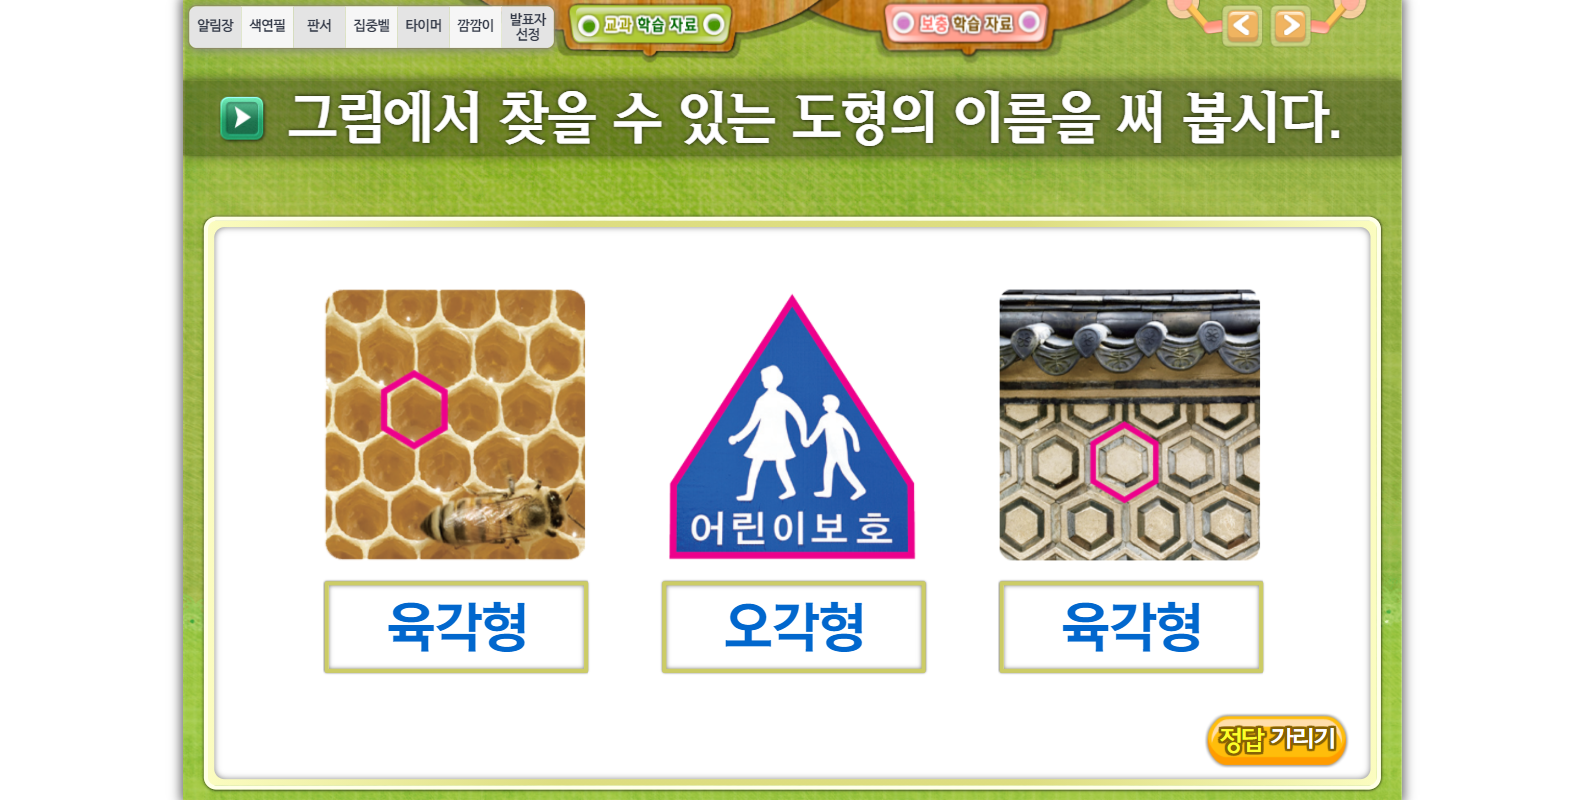 알림장 색연필 판서 집중벨 타이머 깜깜이 발표자 선정
교과 학습 자료
보충 학습 자료
그림에서 찾을 수 있는 도형의 이름을 써 봅시다.
어린이보호
육각형 오각형 육각형
정답 가리기